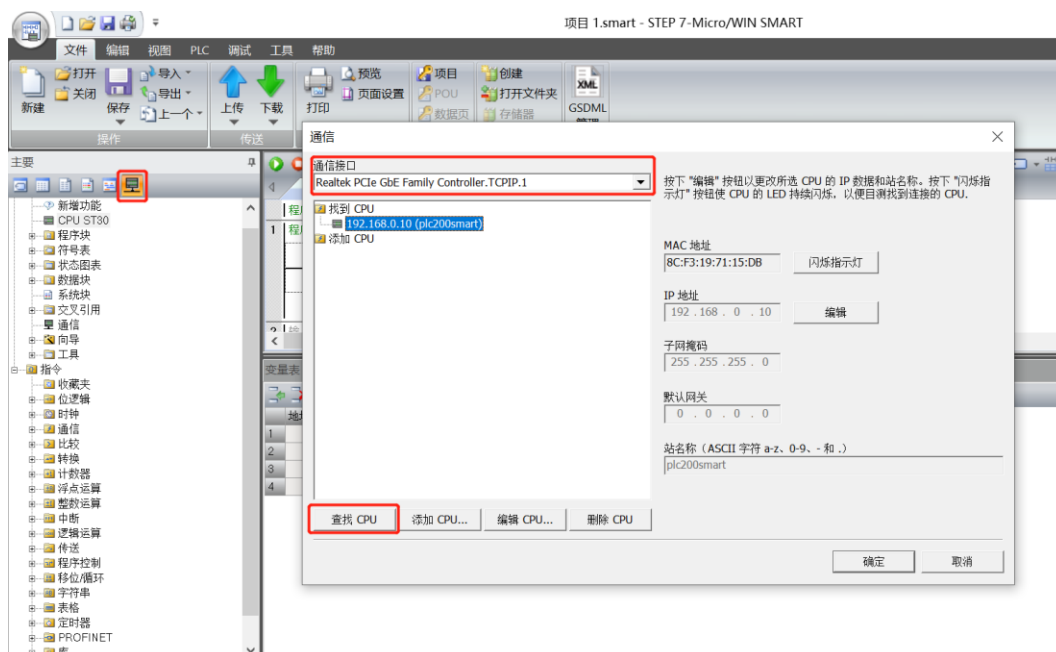 项目 1.smart - STEP 7-Micro/WIN SMART
文件 编辑 视图 PLC 调试 工具 帮助
新建
打开
关闭
保存
导入
导出
上一个
操作
上传
下载
传送
打印
预览
页面设置
项目
POU
数据页
创建
打开文件夹
存储器
XML
GSDML
管理
主要
新增功能
CPU ST30
程序块
符号表
状态图表
数据块
系统块
交叉引用
通信
向导
工具
指令
收藏夹
位逻辑
时钟
通信
比较
转换
计数器
浮点运算
整数运算
中断
逻辑运算
传送
程序控制
移位/循环
字符串
表格
定时器
PROFINET
库
1
2
变量表
1
2
3
4
通信
通信接口
Realtek PCIe GbE Family Controller.TCPIP.1
找到 CPU
192.168.0.10 (plc200smart)
添加 CPU
按下 "编辑" 按钮以更改所选 CPU 的 IP 数据和站名称。按下 "闪烁指
示灯" 按钮使 CPU 的 LED 持续闪烁，以便目测找到连接的 CPU。
MAC 地址
8C:F3:19:71:15:DB 闪烁指示灯
IP 地址
192 . 168 . 0 . 10 编辑
子网掩码
255 . 255 . 255 . 0
默认网关
0 . 0 . 0 . 0
站名称（ASCII 字符 a-z、0-9、- 和 .）
plc200smart
查找 CPU 添加 CPU... 编辑 CPU... 删除 CPU
确定 取消